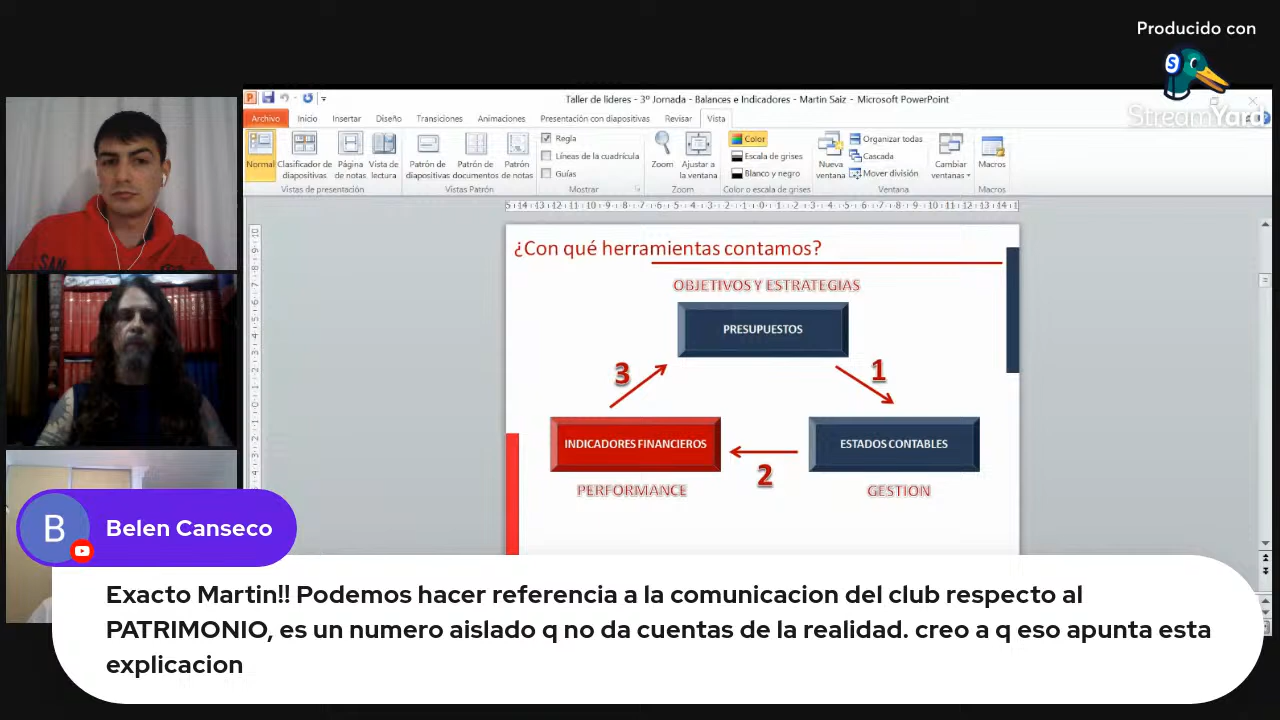 Producido con
StreamYard
Taller de lideres - 3º Jornada - Balances e Indicadores - Martin Saiz - Microsoft PowerPoint
Archivo Inicio Insertar Diseño Transiciones Animaciones Presentación con diapositivas Revisar Vista
Normal Clasificador de diapositivas Página de notas Vista de lectura
Vistas de presentación
Patrón de diapositivas Patrón de documentos Patrón de notas
Vistas Patrón
Regla
Líneas de la cuadrícula
Guías
Mostrar
Zoom Ajustar a la ventana
Zoom
Color
Escala de grises
Blanco y negro
Color o escala de grises
Nueva ventana
Organizar todas
Cascada
Mover división
Cambiar ventanas
Ventana
Macros
Macros
¿Con qué herramientas contamos?
OBJETIVOS Y ESTRATEGIAS
PRESUPUESTOS
3 1
INDICADORES FINANCIEROS ESTADOS CONTABLES
2
PERFORMANCE GESTION
SAN
B Belen Canseco
Exacto Martin!! Podemos hacer referencia a la comunicacion del club respecto al
PATRIMONIO, es un numero aislado q no da cuentas de la realidad. creo a q eso apunta esta
explicacion